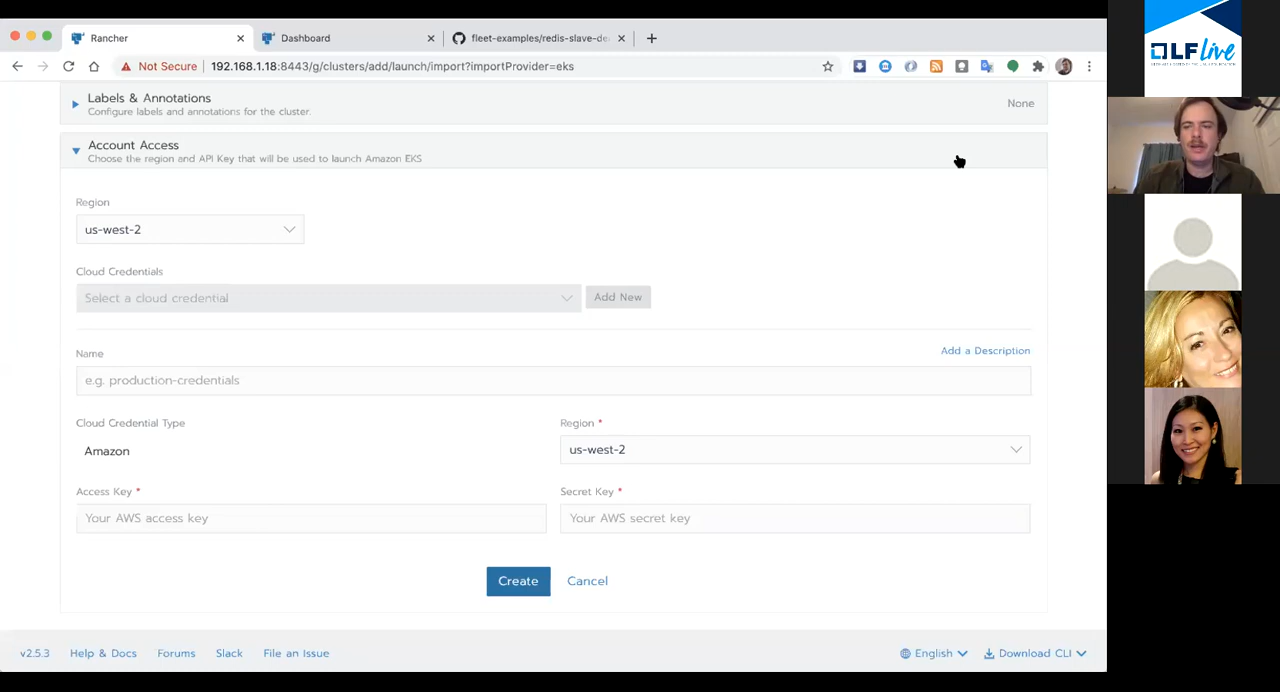 Rancher
Dashboard
fleet-examples/redis-slave-de
Not Secure
192.168.1.18:8443/g/clusters/add/launch/import?importProvider=eks
Labels & Annotations
Configure labels and annotations for the cluster.
None
Account Access
Choose the region and API Key that will be used to launch Amazon EKS
Region
us-west-2
Cloud Credentials
Select a cloud credential
Add New
Name
Add a Description
e.g. production-credentials
Cloud Credential Type
Region *
Amazon
us-west-2
Access Key *
Secret Key *
Your AWS access key
Your AWS secret key
Create
Cancel
v2.5.3
Help & Docs
Forums
Slack
File an Issue
English
Download CLI
LF live